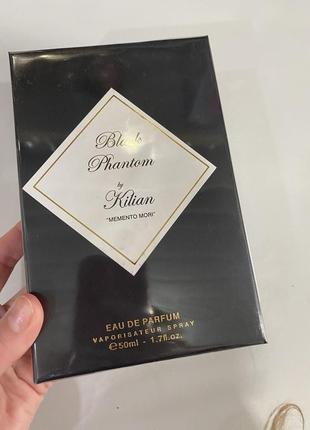 Black
Phantom
by
Kilian
"MEMENTO MORI"
EAU DE PARFUM
VAPORISATEUR SPRAY
℮50ml - 1.7fl.oz.